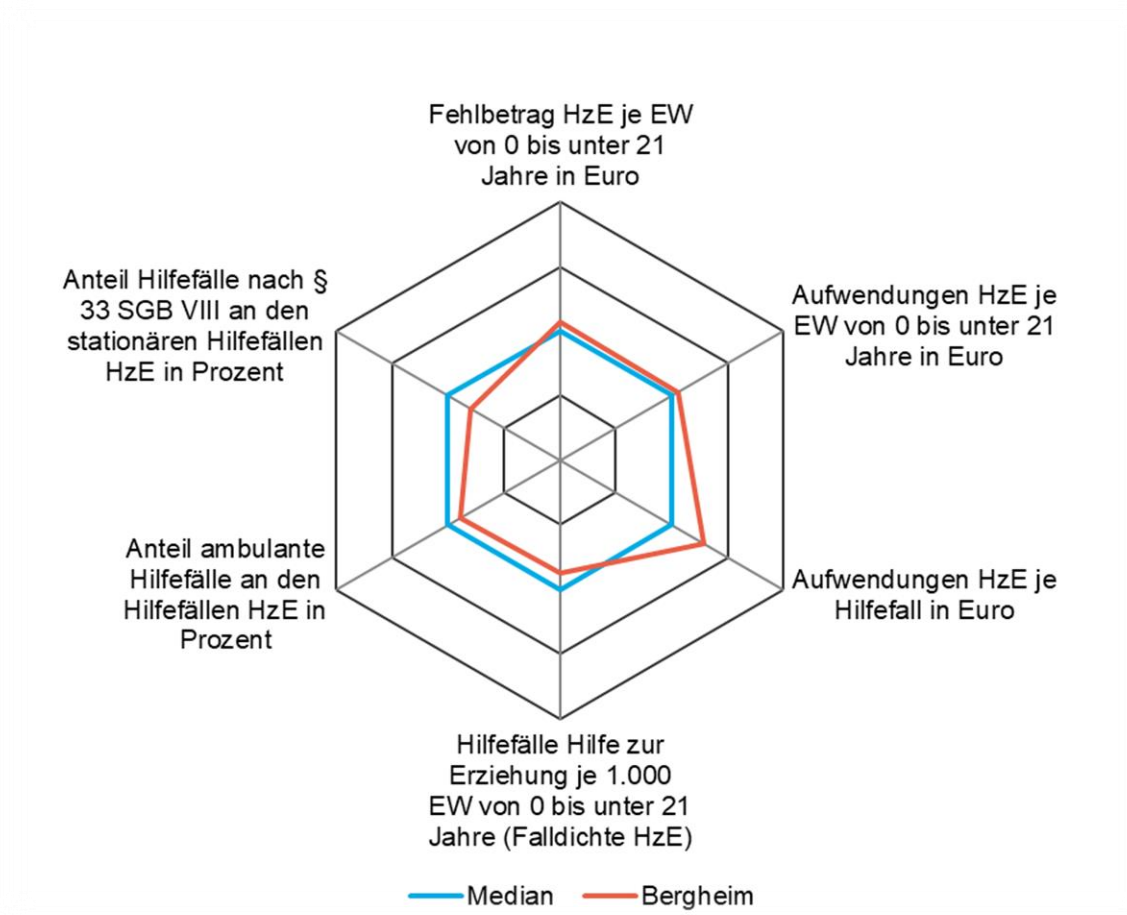 Fehlbetrag HzE je EW
von 0 bis unter 21
Jahre in Euro
Aufwendungen HzE je
EW von 0 bis unter 21
Jahre in Euro
Aufwendungen HzE je
Hilfefall in Euro
Hilfefälle Hilfe zur
Erziehung je 1.000
EW von 0 bis unter 21
Jahre (Falldichte HzE)
Anteil ambulante
Hilfefälle an den
Hilfefällen HzE in
Prozent
Anteil Hilfefälle nach §
33 SGB VIII an den
stationären Hilfefällen
HzE in Prozent
Median Bergheim